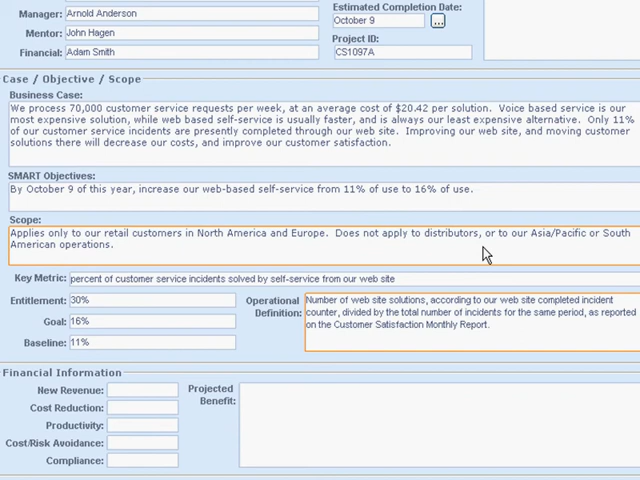 Manager: Arnold Anderson
Estimated Completion Date:
October 9 ...
Mentor: John Hagen
Project ID:
Financial: Adam Smith
CS1097A
Case / Objective / Scope
Business Case:
We process 70,000 customer service requests per week, at an average cost of $20.42 per solution. Voice based service is our
most expensive solution, while web based self-service is usually faster, and is always our least expensive alternative. Only 11%
of our customer service incidents are presently completed through our web site. Improving our web site, and moving customer
solutions there will decrease our costs, and improve our customer satisfaction.
SMART Objectives:
By October 9 of this year, increase our web-based self-service from 11% of use to 16% of use.
Scope:
Applies only to our retail customers in North America and Europe. Does not apply to distributors, or to our Asia/Pacific or South
American operations.
Key Metric: percent of customer service incidents solved by self-service from our web site
Entitlement: 30%
Goal: 16%
Baseline: 11%
Operational
Definition:
Number of web site solutions, according to our web site completed incident
counter, divided by the total number of incidents for the same period, as reported
on the Customer Satisfaction Monthly Report.
Financial Information
New Revenue:
Cost Reduction:
Productivity:
Cost/Risk Avoidance:
Compliance:
Projected
Benefit: